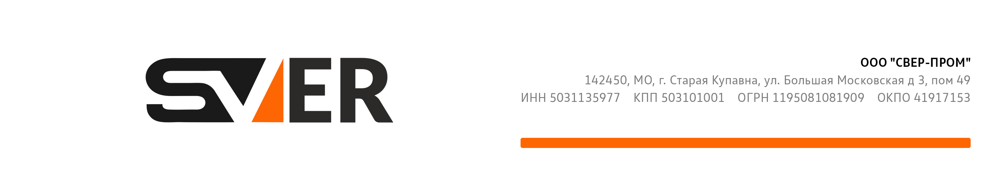 SVER
ООО "СВЕР-ПРОМ"
142450, МО, г. Старая Купавна, ул. Большая Московская д 3, пом 49
ИНН 5031135977 КПП 503101001 ОГРН 1195081081909 ОКПО 41917153